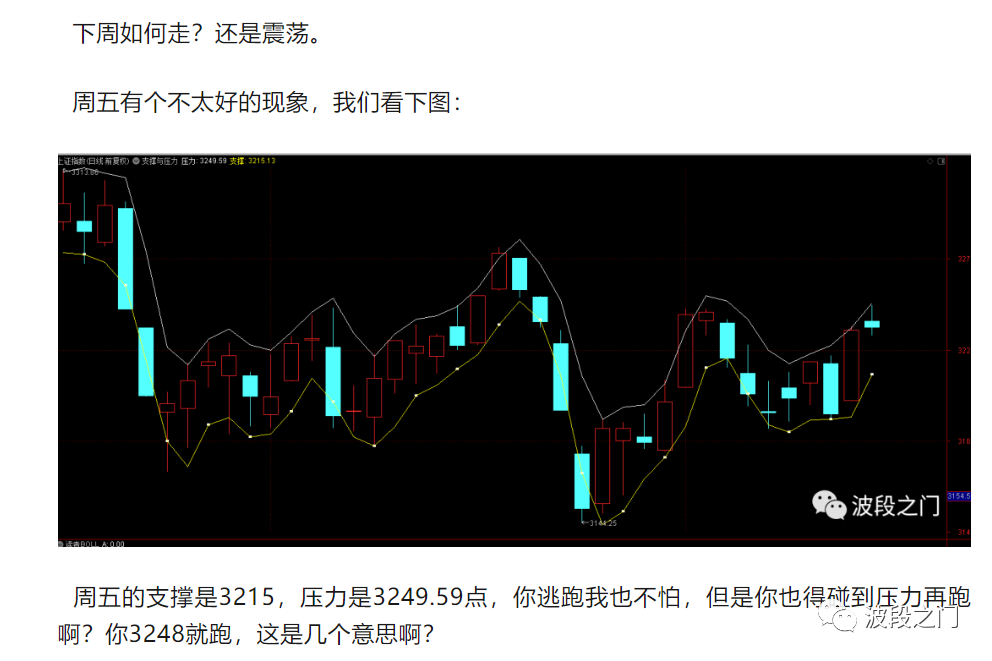 下周如何走？还是震荡。
周五有个不太好的现象，我们看下图：
上证指数(日线 前复权) 支撑与压力 压力: 3249.59 支撑: 3215.13
3313.66
327
322
318
波段之门
3154.5
←3144.25
314
A: 0.00
周五的支撑是3215，压力是3249.59点，你逃跑我也不怕，但是你也得碰到压力再跑
啊？你3248就跑，这是几个意思啊？
波段之门